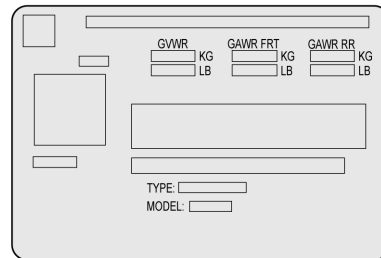 GVWR GAWR FRT GAWR RR
KG KG KG
LB LB LB
TYPE:
MODEL: